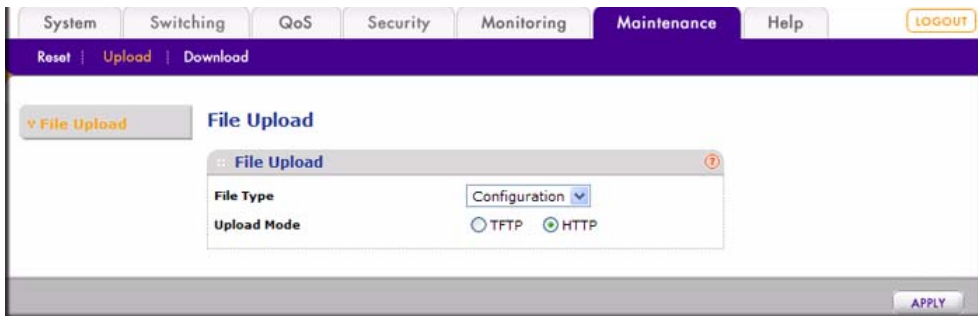 System Switching QoS Security Monitoring Maintenance Help LOGOUT
Reset Upload Download
File Upload
File Upload
File Upload ?
File Type Configuration
Upload Mode TFTP HTTP
APPLY